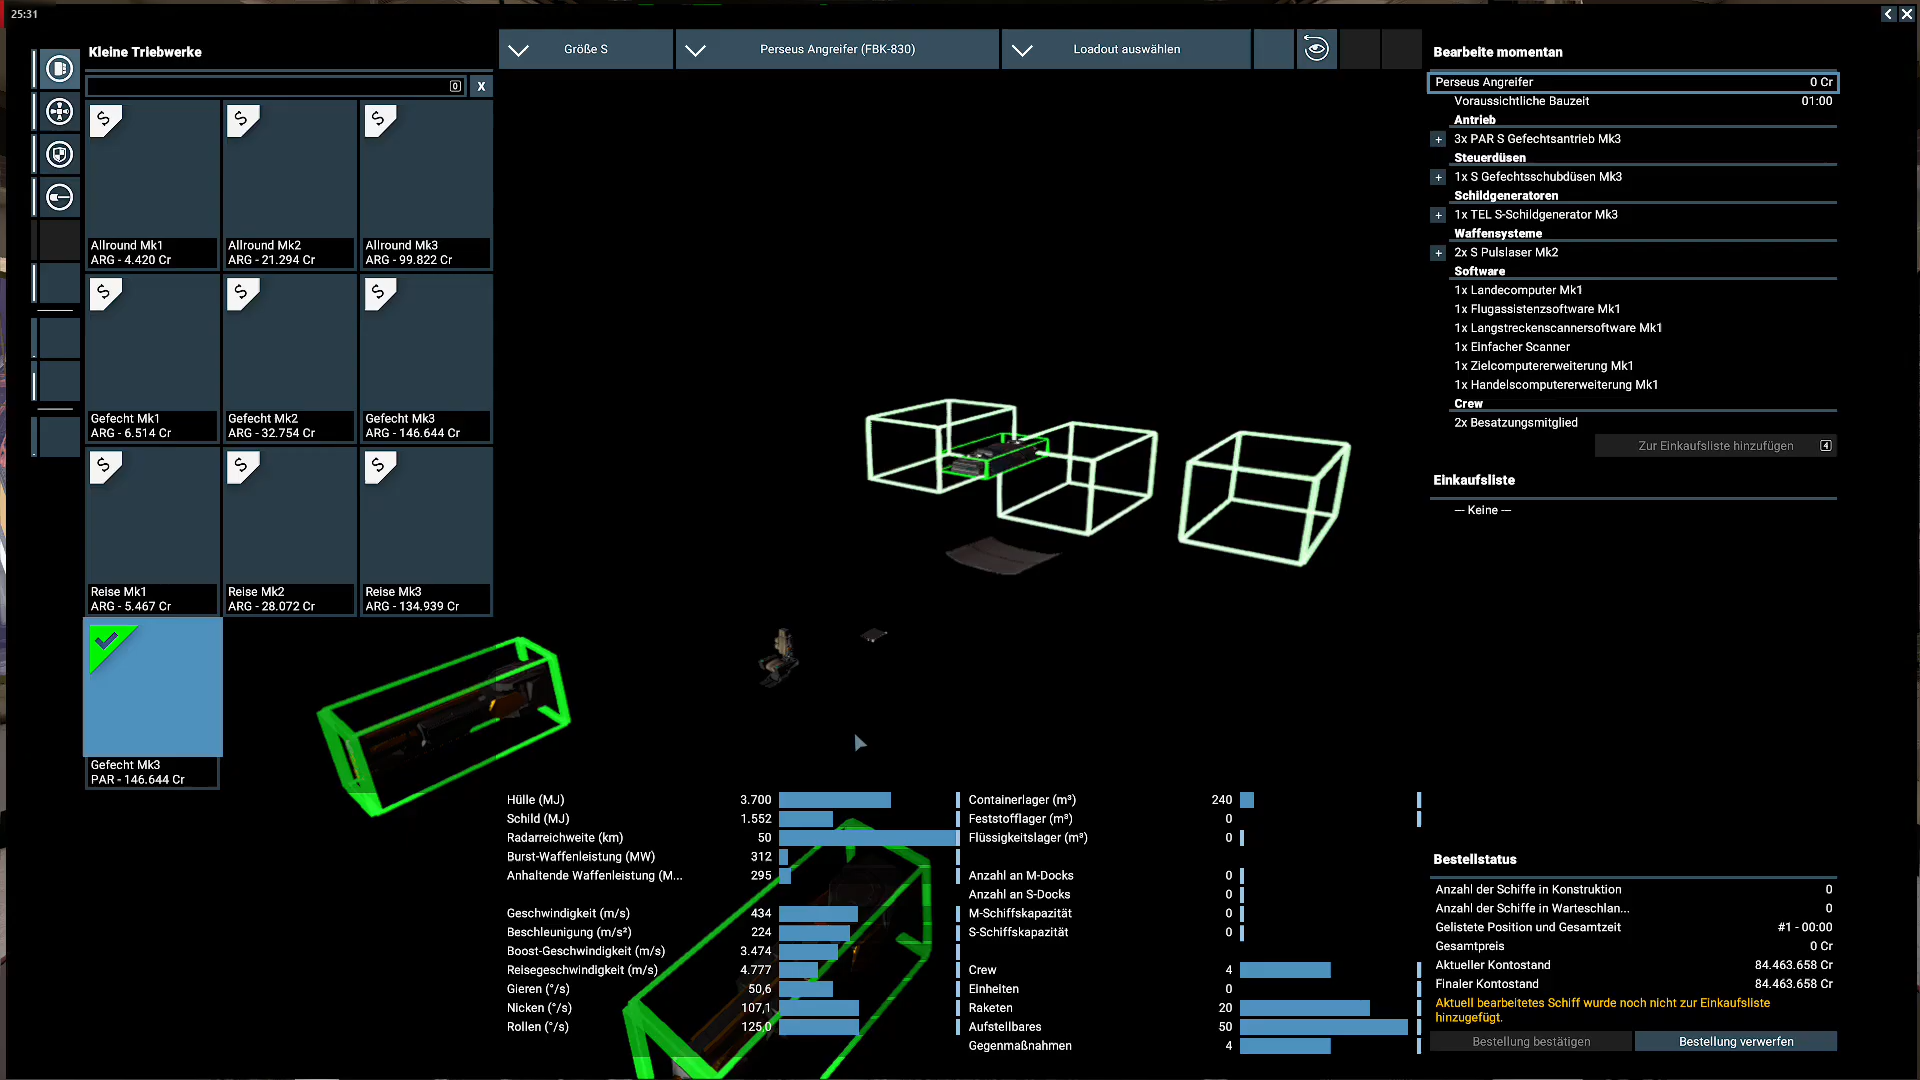 25:31
Kleine Triebwerke
0
X
Allround Mk1
ARG - 4.420 Cr
Allround Mk2
ARG - 21.294 Cr
Allround Mk3
ARG - 99.822 Cr
Gefecht Mk1
ARG - 6.514 Cr
Gefecht Mk2
ARG - 32.754 Cr
Gefecht Mk3
ARG - 146.644 Cr
Reise Mk1
ARG - 5.467 Cr
Reise Mk2
ARG - 28.072 Cr
Reise Mk3
ARG - 134.939 Cr
Gefecht Mk3
PAR - 146.644 Cr
Größe S
Perseus Angreifer (FBK-830)
Loadout auswählen
Hülle (MJ) 3.700
Schild (MJ) 1.552
Radarreichweite (km) 50
Burst-Waffenleistung (MW) 312
Anhaltende Waffenleistung (M... 295
Geschwindigkeit (m/s) 434
Beschleunigung (m/s²) 224
Boost-Geschwindigkeit (m/s) 3.474
Reisegeschwindigkeit (m/s) 4.777
Gieren (°/s) 50,6
Nicken (°/s) 107,1
Rollen (°/s) 125,0
Containerlager (m³) 240
Feststofflager (m³) 0
Flüssigkeitslager (m³) 0
Anzahl an M-Docks 0
Anzahl an S-Docks 0
M-Schiffskapazität 0
S-Schiffskapazität 0
Crew 4
Einheiten 0
Raketen 20
Aufstellbares 50
Gegenmaßnahmen 4
Bearbeite momentan
Perseus Angreifer 0 Cr
Voraussichtliche Bauzeit 01:00
Antrieb
+ 3x PAR S Gefechtsantrieb Mk3
Steuerdüsen
+ 1x S Gefechtsschubdüsen Mk3
Schildgeneratoren
+ 1x TEL S-Schildgenerator Mk3
Waffensysteme
+ 2x S Pulslaser Mk2
Software
1x Landecomputer Mk1
1x Flugassistenzsoftware Mk1
1x Langstreckenscannersoftware Mk1
1x Einfacher Scanner
1x Zielcomputererweiterung Mk1
1x Handelscomputererweiterung Mk1
Crew
2x Besatzungsmitglied
Zur Einkaufsliste hinzufügen 4
Einkaufsliste
— Keine —
Bestellstatus
Anzahl der Schiffe in Konstruktion 0
Anzahl der Schiffe in Warteschlan... 0
Gelistete Position und Gesamtzeit #1 - 00:00
Gesamtpreis 0 Cr
Aktueller Kontostand 84.463.658 Cr
Finaler Kontostand 84.463.658 Cr
Aktuell bearbeitetes Schiff wurde noch nicht zur Einkaufsliste
hinzugefügt.
Bestellung bestätigen
Bestellung verwerfen